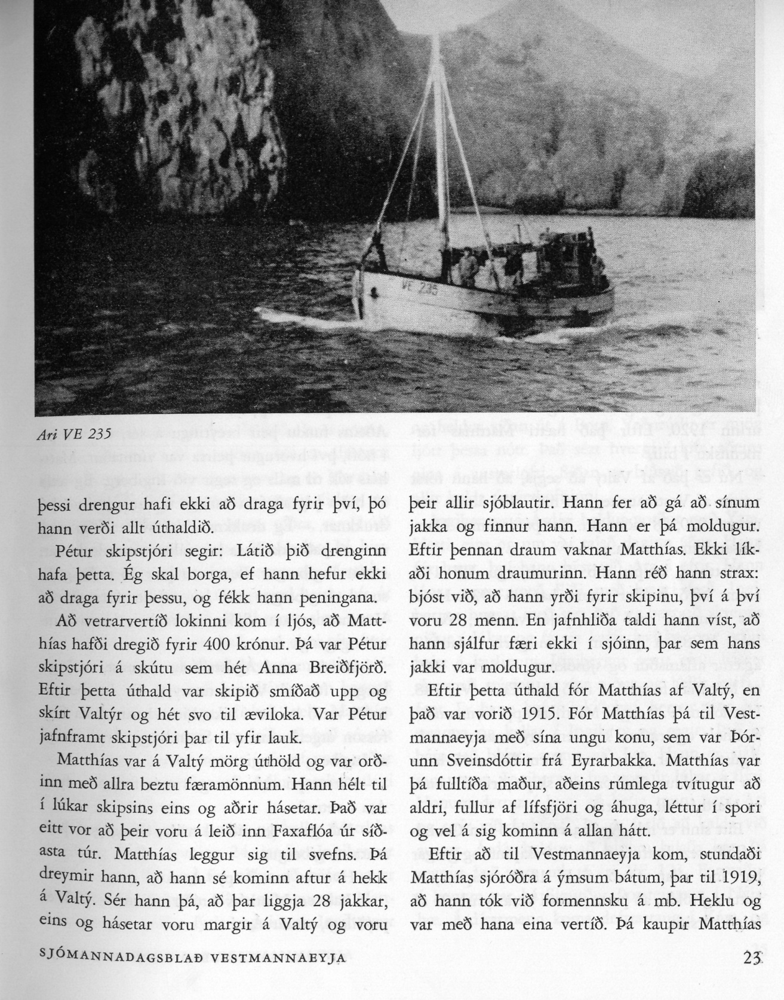 VE 235
Ari VE 235
þessi drengur hafi ekki að draga fyrir því, þó
hann verði allt úthaldið.
Pétur skipstjóri segir: Látið þið drenginn
hafa þetta. Ég skal borga, ef hann hefur ekki
að draga fyrir þessu, og fékk hann peningana.
Að vetrarvertíð lokinni kom í ljós, að Matt-
hías hafði dregið fyrir 400 krónur. Þá var Pétur
skipstjóri á skútu sem hét Anna Breiðfjörð.
Eftir þetta úthald var skipið smíðað upp og
skírt Valtýr og hét svo til æviloka. Var Pétur
jafnframt skipstjóri þar til yfir lauk.
Matthías var á Valtý mörg úthöld og var orð-
inn með allra beztu færamönnum. Hann hélt til
í lúkar skipsins eins og aðrir hásetar. Það var
eitt vor að þeir voru á leið inn Faxaflóa úr síð-
asta túr. Matthías leggur sig til svefns. Þá
dreymir hann, að hann sé kominn aftur á hekk
á Valtý. Sér hann þá, að þar liggja 28 jakkar,
eins og hásetar voru margir á Valtý og voru
þeir allir sjóblautir. Hann fer að gá að sínum
jakka og finnur hann. Hann er þá moldugur.
Eftir þennan draum vaknar Matthías. Ekki lík-
aði honum draumurinn. Hann réð hann strax:
bjóst við, að hann yrði fyrir skipinu, því á því
voru 28 menn. En jafnhliða taldi hann víst, að
hann sjálfur færi ekki í sjóinn, þar sem hans
jakki var moldugur.
Eftir þetta úthald fór Matthías af Valtý, en
það var vorið 1915. Fór Matthías þá til Vest-
mannaeyja með sína ungu konu, sem var Þór-
unn Sveinsdóttir frá Eyrarbakka. Matthías var
þá fulltíða maður, aðeins rúmlega tvítugur að
aldri, fullur af lífsfjöri og áhuga, léttur í spori
og vel á sig kominn á allan hátt.
Eftir að til Vestmannaeyja kom, stundaði
Matthías sjóróðra á ýmsum bátum, þar til 1919,
að hann tók við formennsku á mb. Heklu og
var með hana eina vertíð. Þá kaupir Matthías
SJÓMANNADAGSBLAÐ VESTMANNAEYJA
23